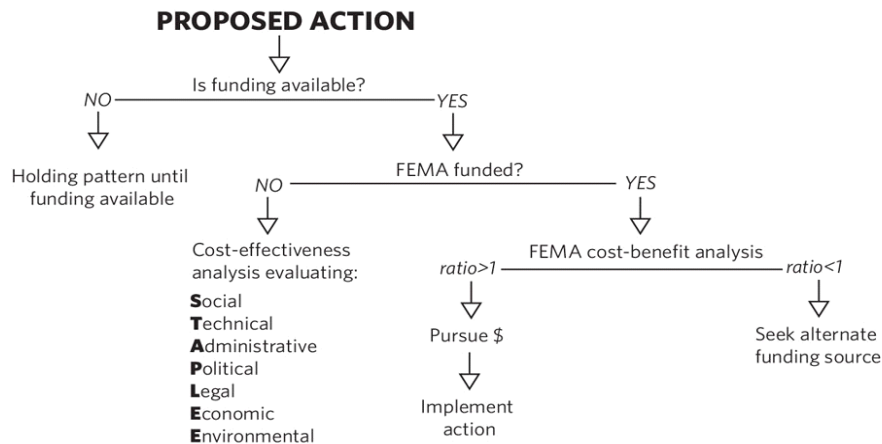 PROPOSED ACTION
Is funding available?
NO
YES
Holding pattern until
funding available
FEMA funded?
NO
YES
Cost-effectiveness
analysis evaluating:
Social
Technical
Administrative
Political
Legal
Economic
Environmental
FEMA cost-benefit analysis
ratio>1
ratio<1
Pursue $
Implement
action
Seek alternate
funding source